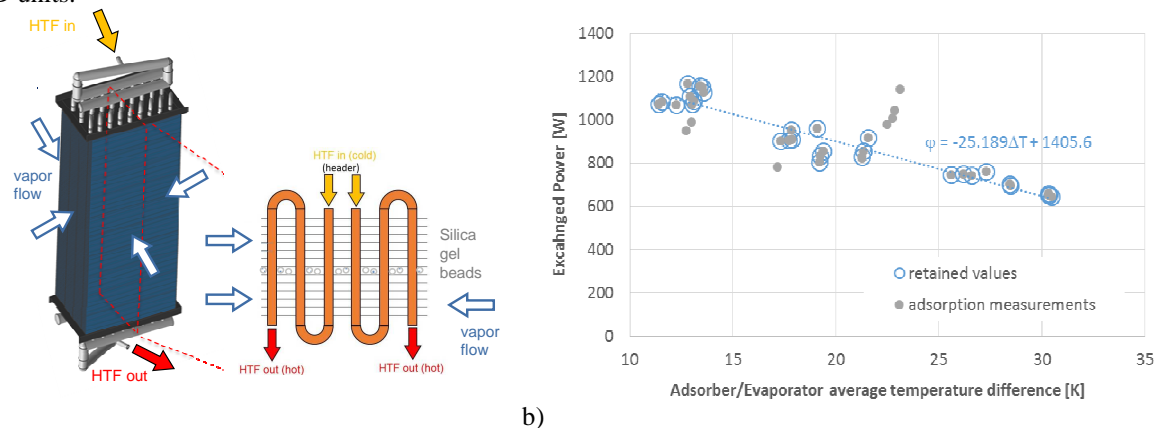 HTF in
vapor
flow
HTF out
HTF in (cold)
(header)
Silica
gel
beads
vapor
flow
HTF out (hot)
HTF out (hot)
b)
1400
1200
1000
800
600
400
200
0
Excahnged Power [W]
φ = -25.189ΔT + 1405.6
retained values
adsorption measurements
10 15 20 25 30 35
Adsorber/Evaporator average temperature difference [K]